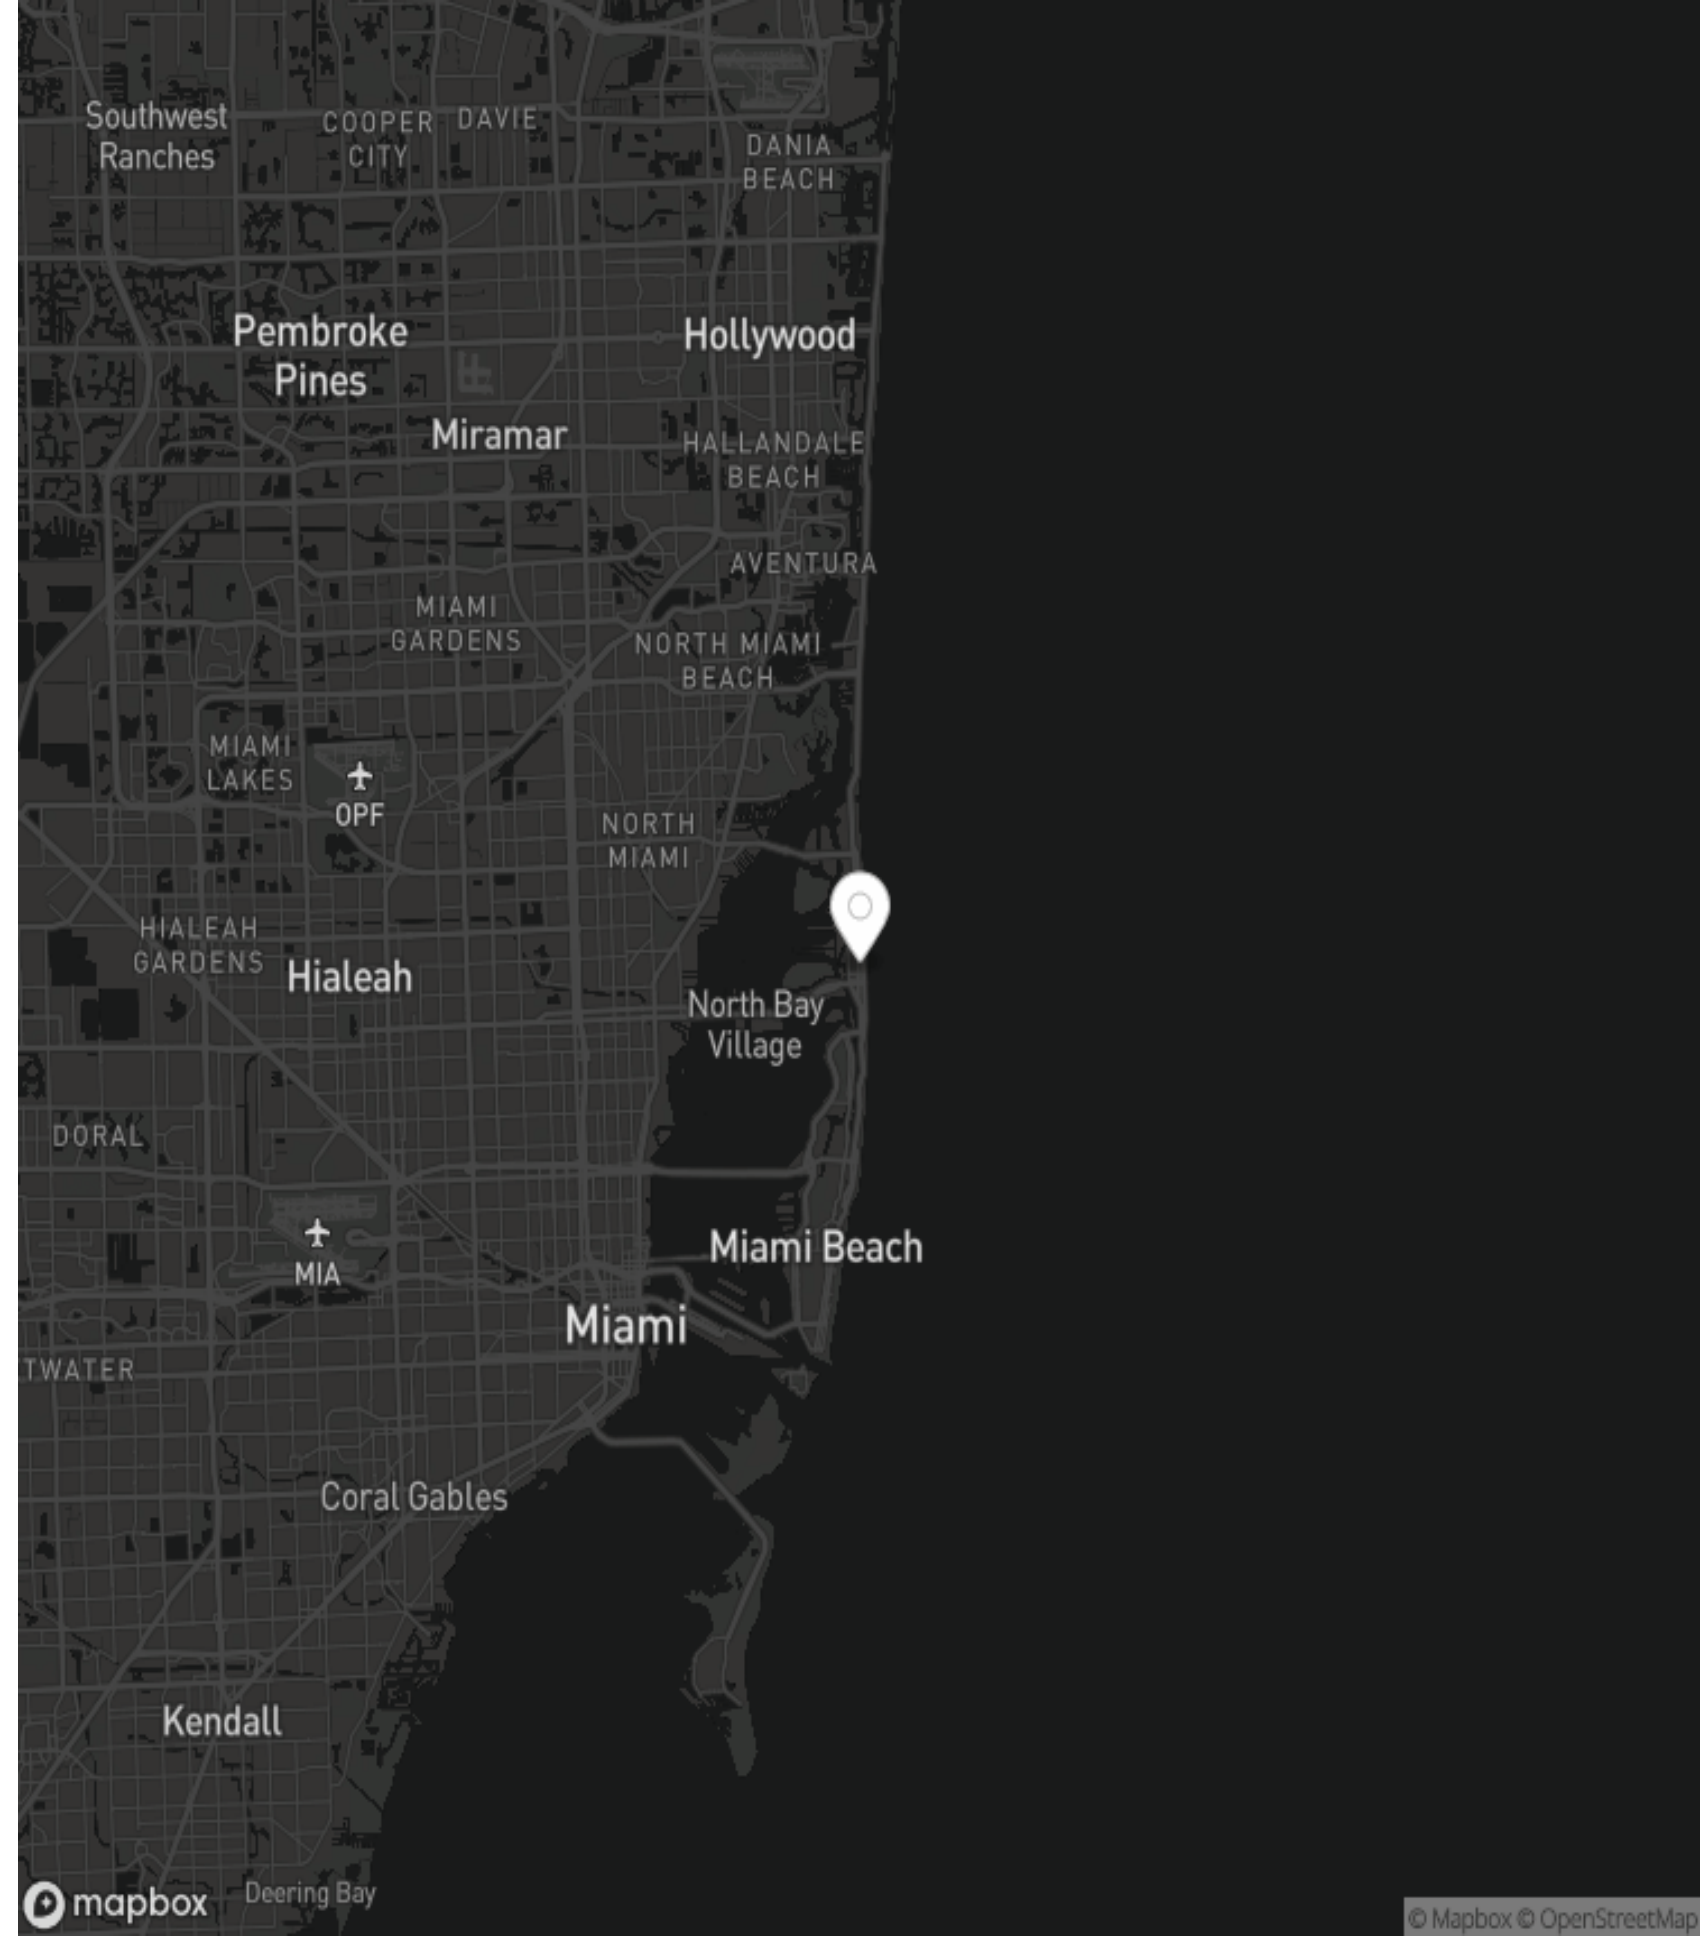 Southwest
Ranches
COOPER
CITY
DAVIE
DANIA
BEACH
Pembroke
Pines
Hollywood
Miramar
HALLANDALE
BEACH
AVENTURA
MIAMI
GARDENS
NORTH MIAMI
BEACH
MIAMI
LAKES
OPF
NORTH
MIAMI
HIALEAH
GARDENS
Hialeah
North Bay
Village
DORAL
MIA
Miami Beach
Miami
TWATER
Coral Gables
Kendall
Deering Bay
mapbox
© Mapbox © OpenStreetMap